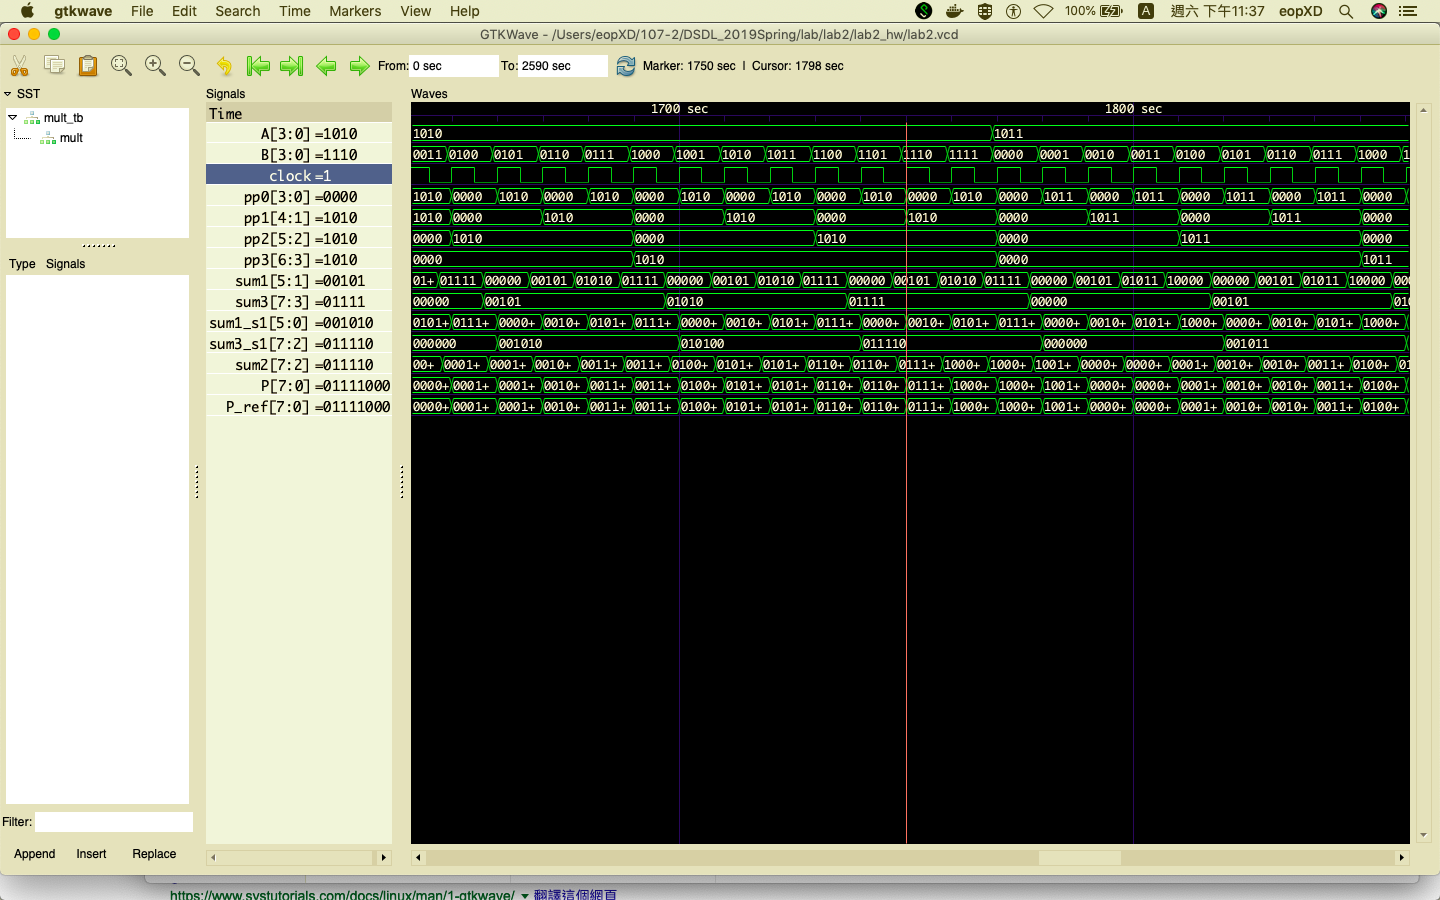 gtkwave File Edit Search Time Markers View Help 100% A 週六 下午11:37 eopXD
GTKWave - /Users/eopXD/107-2/DSDL_2019Spring/lab/lab2/lab2_hw/lab2.vcd
From: 0 sec To: 2590 sec Marker: 1750 sec | Cursor: 1798 sec
SST
mult_tb
mult
Type Signals
Filter:
Append Insert Replace
Signals
Time
A[3:0] =1010
B[3:0] =1110
clock =1
pp0[3:0] =0000
pp1[4:1] =1010
pp2[5:2] =1010
pp3[6:3] =1010
sum1[5:1] =00101
sum3[7:3] =01111
sum1_s1[5:0] =001010
sum3_s1[7:2] =011110
sum2[7:2] =011110
P[7:0] =01111000
P_ref[7:0] =01111000
Waves
1700 sec 1800 sec
1010 1011
0011 0100 0101 0110 0111 1000 1001 1010 1011 1100 1101 1110 1111 0000 0001 0010 0011 0100 0101 0110 0111 1000 1
1010 0000 1010 0000 1010 0000 1010 0000 1010 0000 1010 0000 1010 0000 1011 0000 1011 0000 1011 0000 1011 0000
1010 0000 1010 0000 1010 0000 1010 0000 1011 0000 1011 0000
0000 1010 0000 1010 0000 1011 0000
0000 1010 0000 1011
01+ 01111 00000 00101 01010 01111 00000 00101 01010 01111 00000 00101 01010 01111 00000 00101 01011 10000 00000 00101 01011 10000 00
00000 00101 01010 01111 00000 00101 01
0101+ 0111+ 0000+ 0010+ 0101+ 0111+ 0000+ 0010+ 0101+ 0111+ 0000+ 0010+ 0101+ 0111+ 0000+ 0010+ 0101+ 1000+ 0000+ 0010+ 0101+ 1000+
000000 001010 010100 011110 000000 001011
00+ 0001+ 0001+ 0010+ 0011+ 0011+ 0100+ 0101+ 0101+ 0110+ 0110+ 0111+ 1000+ 1000+ 1001+ 0000+ 0000+ 0001+ 0010+ 0010+ 0011+ 0100+ 01
0000+ 0001+ 0001+ 0010+ 0011+ 0011+ 0100+ 0101+ 0101+ 0110+ 0110+ 0111+ 1000+ 1000+ 1001+ 0000+ 0000+ 0001+ 0010+ 0010+ 0011+ 0100+
0000+ 0001+ 0001+ 0010+ 0011+ 0011+ 0100+ 0101+ 0101+ 0110+ 0110+ 0111+ 1000+ 1000+ 1001+ 0000+ 0000+ 0001+ 0010+ 0010+ 0011+ 0100+
https://www.systutorials.com/docs/linux/man/1-gtkwave/ 翻譯這個網頁